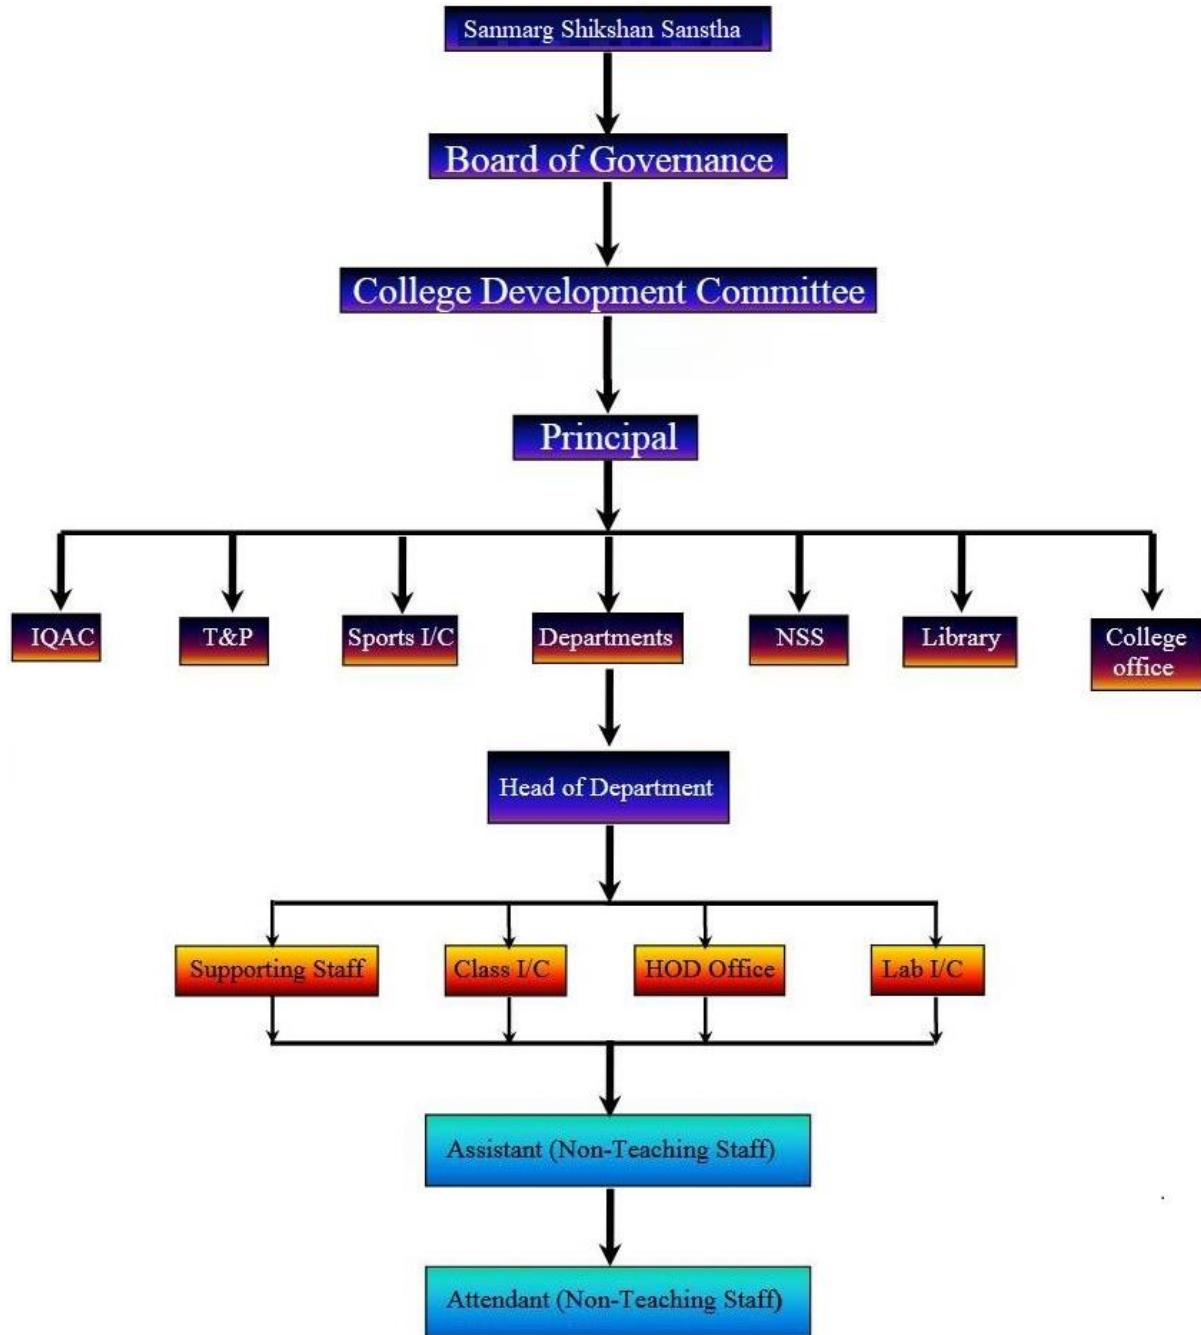 Sanmarg Shikshan Sanstha
Board of Governance
College Development Committee
Principal
IQAC
T&P
Sports I/C
Departments
NSS
Library
College
office
Head of Department
Supporting Staff
Class I/C
HOD Office
Lab I/C
Assistant (Non-Teaching Staff)
Attendant (Non-Teaching Staff)